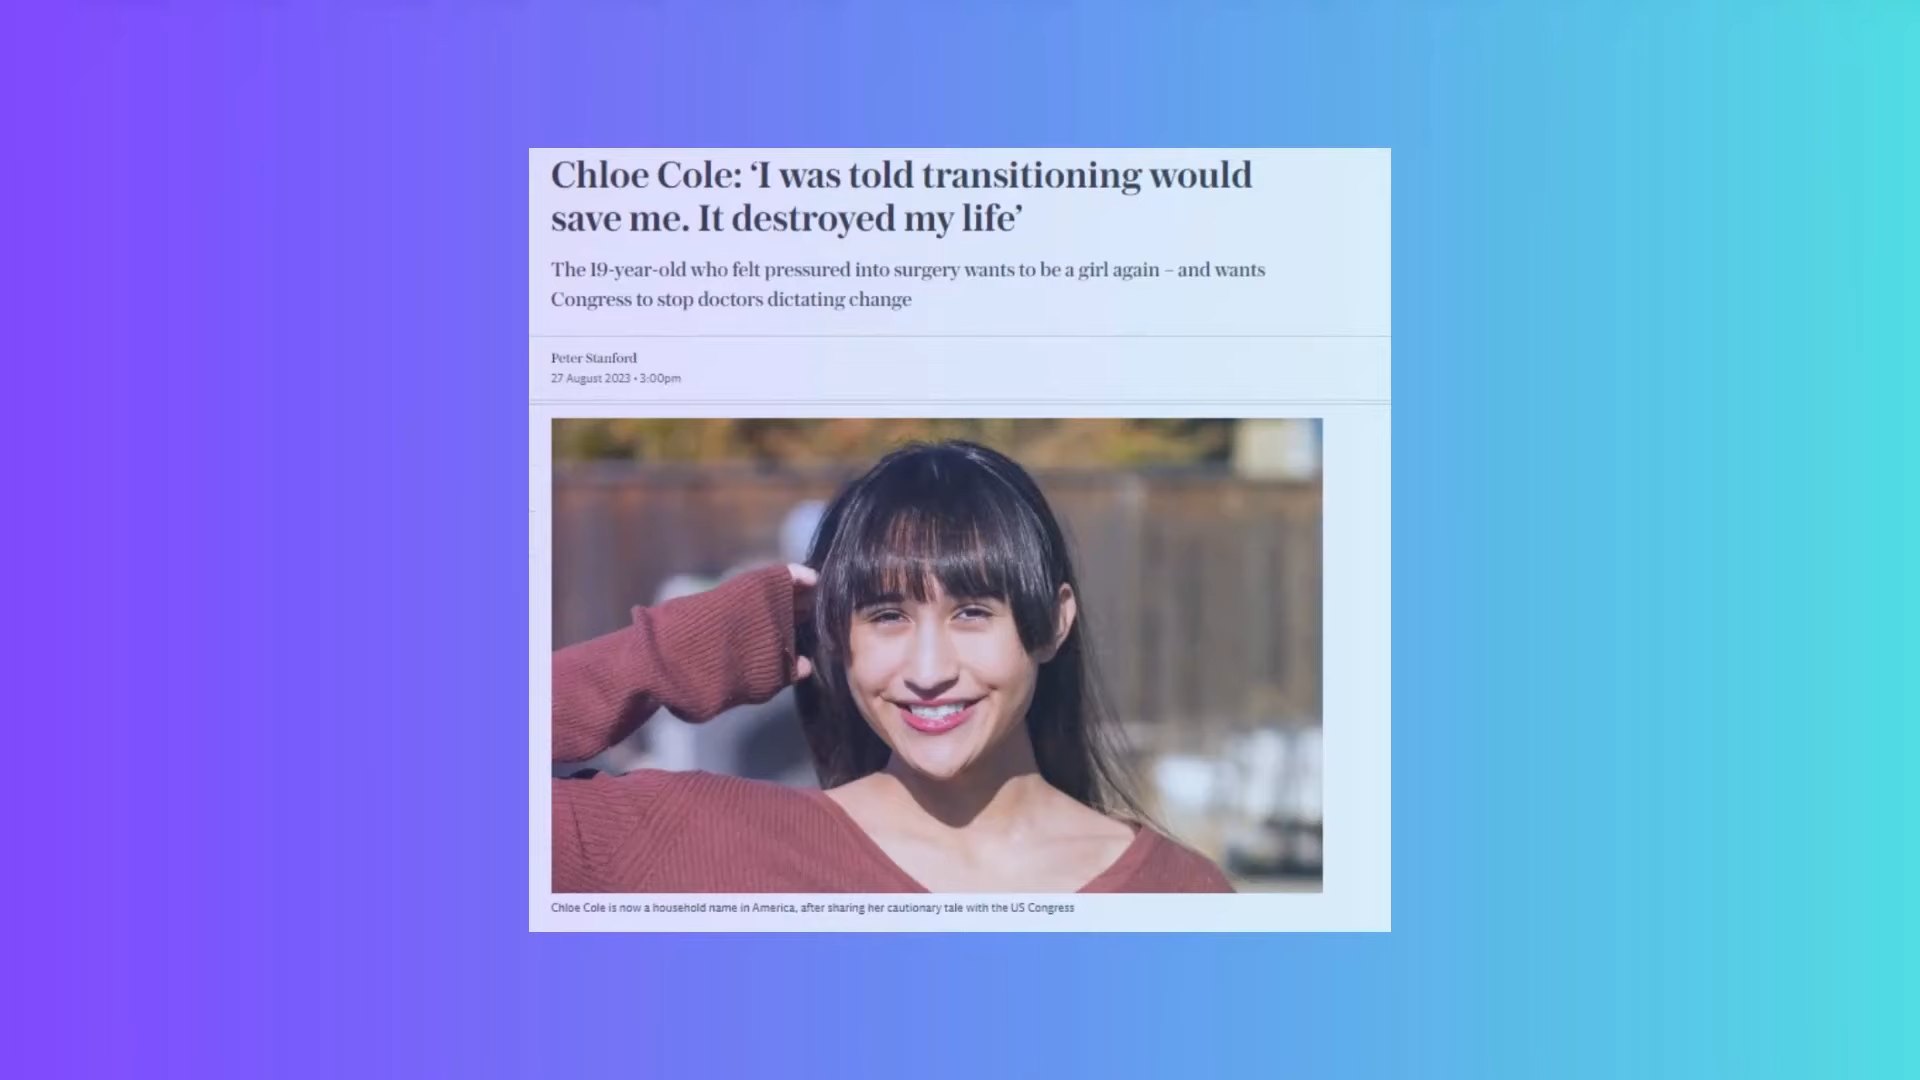 Chloe Cole: ‘I was told transitioning would
save me. It destroyed my life’
The 19-year-old who felt pressured into surgery wants to be a girl again – and wants
Congress to stop doctors dictating change
Peter Stanford
27 August 2023 • 3:00pm
Chloe Cole is now a household name in America, after sharing her cautionary tale with the US Congress